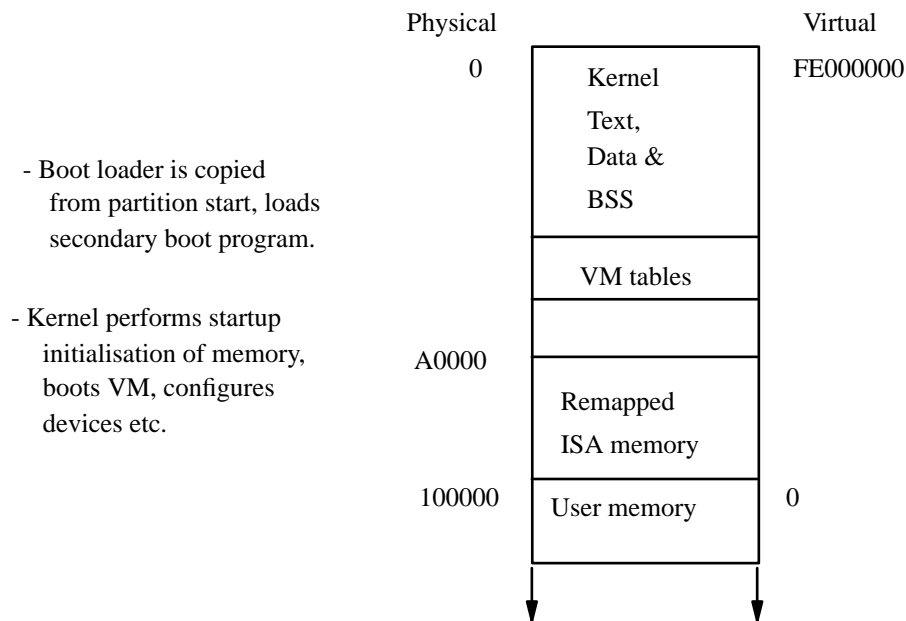 Physical
Virtual
0
Kernel
FE000000
Text,
Data &
BSS
- Boot loader is copied
from partition start, loads
secondary boot program.
VM tables
- Kernel performs startup
initialisation of memory,
boots VM, configures
devices etc.
A0000
Remapped
ISA memory
100000
User memory
0